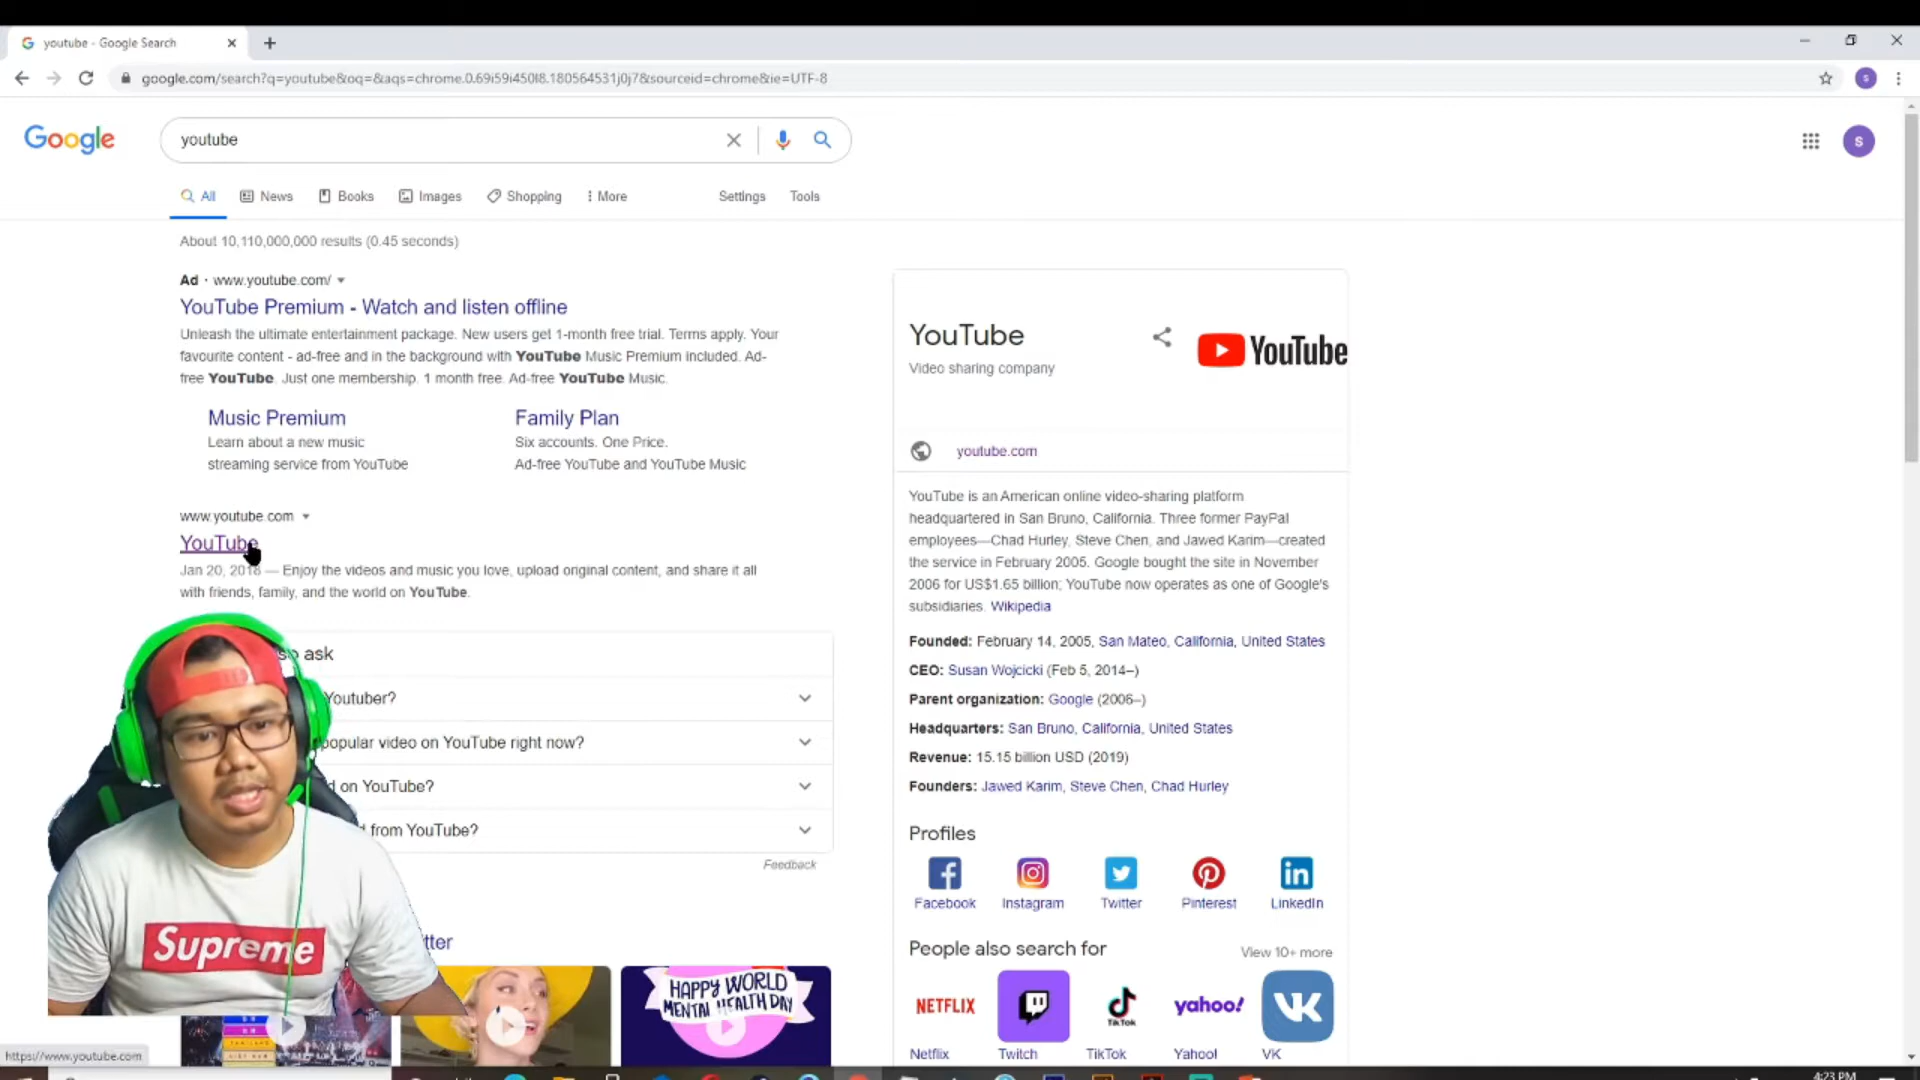 youtube - Google Search
google.com/search?q=youtube&oq=&aqs=chrome.0.69i59i450l8.180564531j0j7&sourceid=chrome&ie=UTF-8
S
Google
youtube
S
All
News
Books
Images
Shopping
More
Settings
Tools
About 10,110,000,000 results (0.45 seconds)
Ad · www.youtube.com/
YouTube Premium - Watch and listen offline
Unleash the ultimate entertainment package. New users get 1-month free trial. Terms apply. Your
favourite content - ad-free and in the background with YouTube Music Premium included. Ad-
free YouTube. Just one membership. 1 month free. Ad-free YouTube Music.
Music Premium
Learn about a new music
streaming service from YouTube
Family Plan
Six accounts. One Price.
Ad-free YouTube and YouTube Music
www.youtube.com
YouTube
Jan 20, 2018 — Enjoy the videos and music you love, upload original content, and share it all
with friends, family, and the world on YouTube.
so ask
Youtuber?
popular video on YouTube right now?
on YouTube?
from YouTube?
Feedback
Supreme
HAPPY WORLD
MENTAL HEALTH DAY
https://www.youtube.com
YouTube
Video sharing company
YouTube
youtube.com
YouTube is an American online video-sharing platform
headquartered in San Bruno, California. Three former PayPal
employees—Chad Hurley, Steve Chen, and Jawed Karim—created
the service in February 2005. Google bought the site in November
2006 for US$1.65 billion; YouTube now operates as one of Google's
subsidiaries. Wikipedia
Founded: February 14, 2005, San Mateo, California, United States
CEO: Susan Wojcicki (Feb 5, 2014–)
Parent organization: Google (2006–)
Headquarters: San Bruno, California, United States
Revenue: 15.15 billion USD (2019)
Founders: Jawed Karim, Steve Chen, Chad Hurley
Profiles
Facebook
Instagram
Twitter
Pinterest
LinkedIn
People also search for
View 10+ more
NETFLIX
TikTok
yahoo!
Netflix
Twitch
TikTok
Yahoo!
VK
4:23 PM